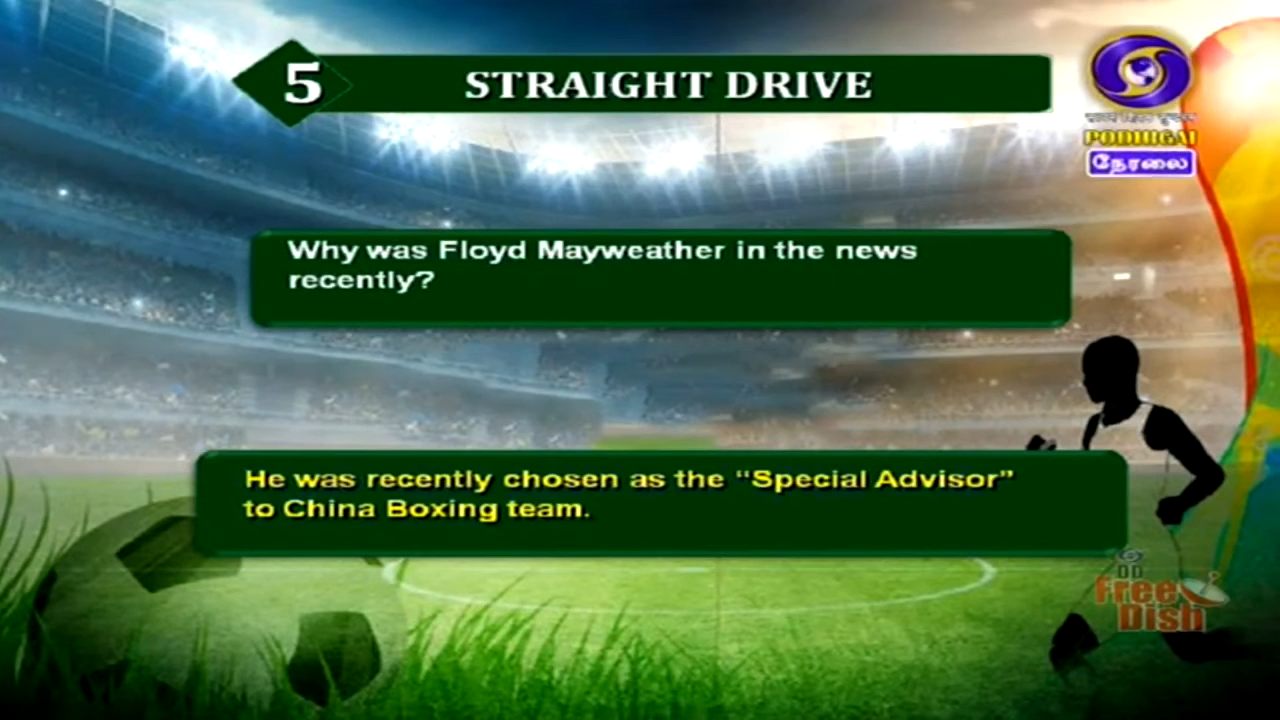 5 STRAIGHT DRIVE
PODHIGAI
நேரலை
Why was Floyd Mayweather in the news
recently?
He was recently chosen as the “Special Advisor”
to China Boxing team.
DD
Free
Dish